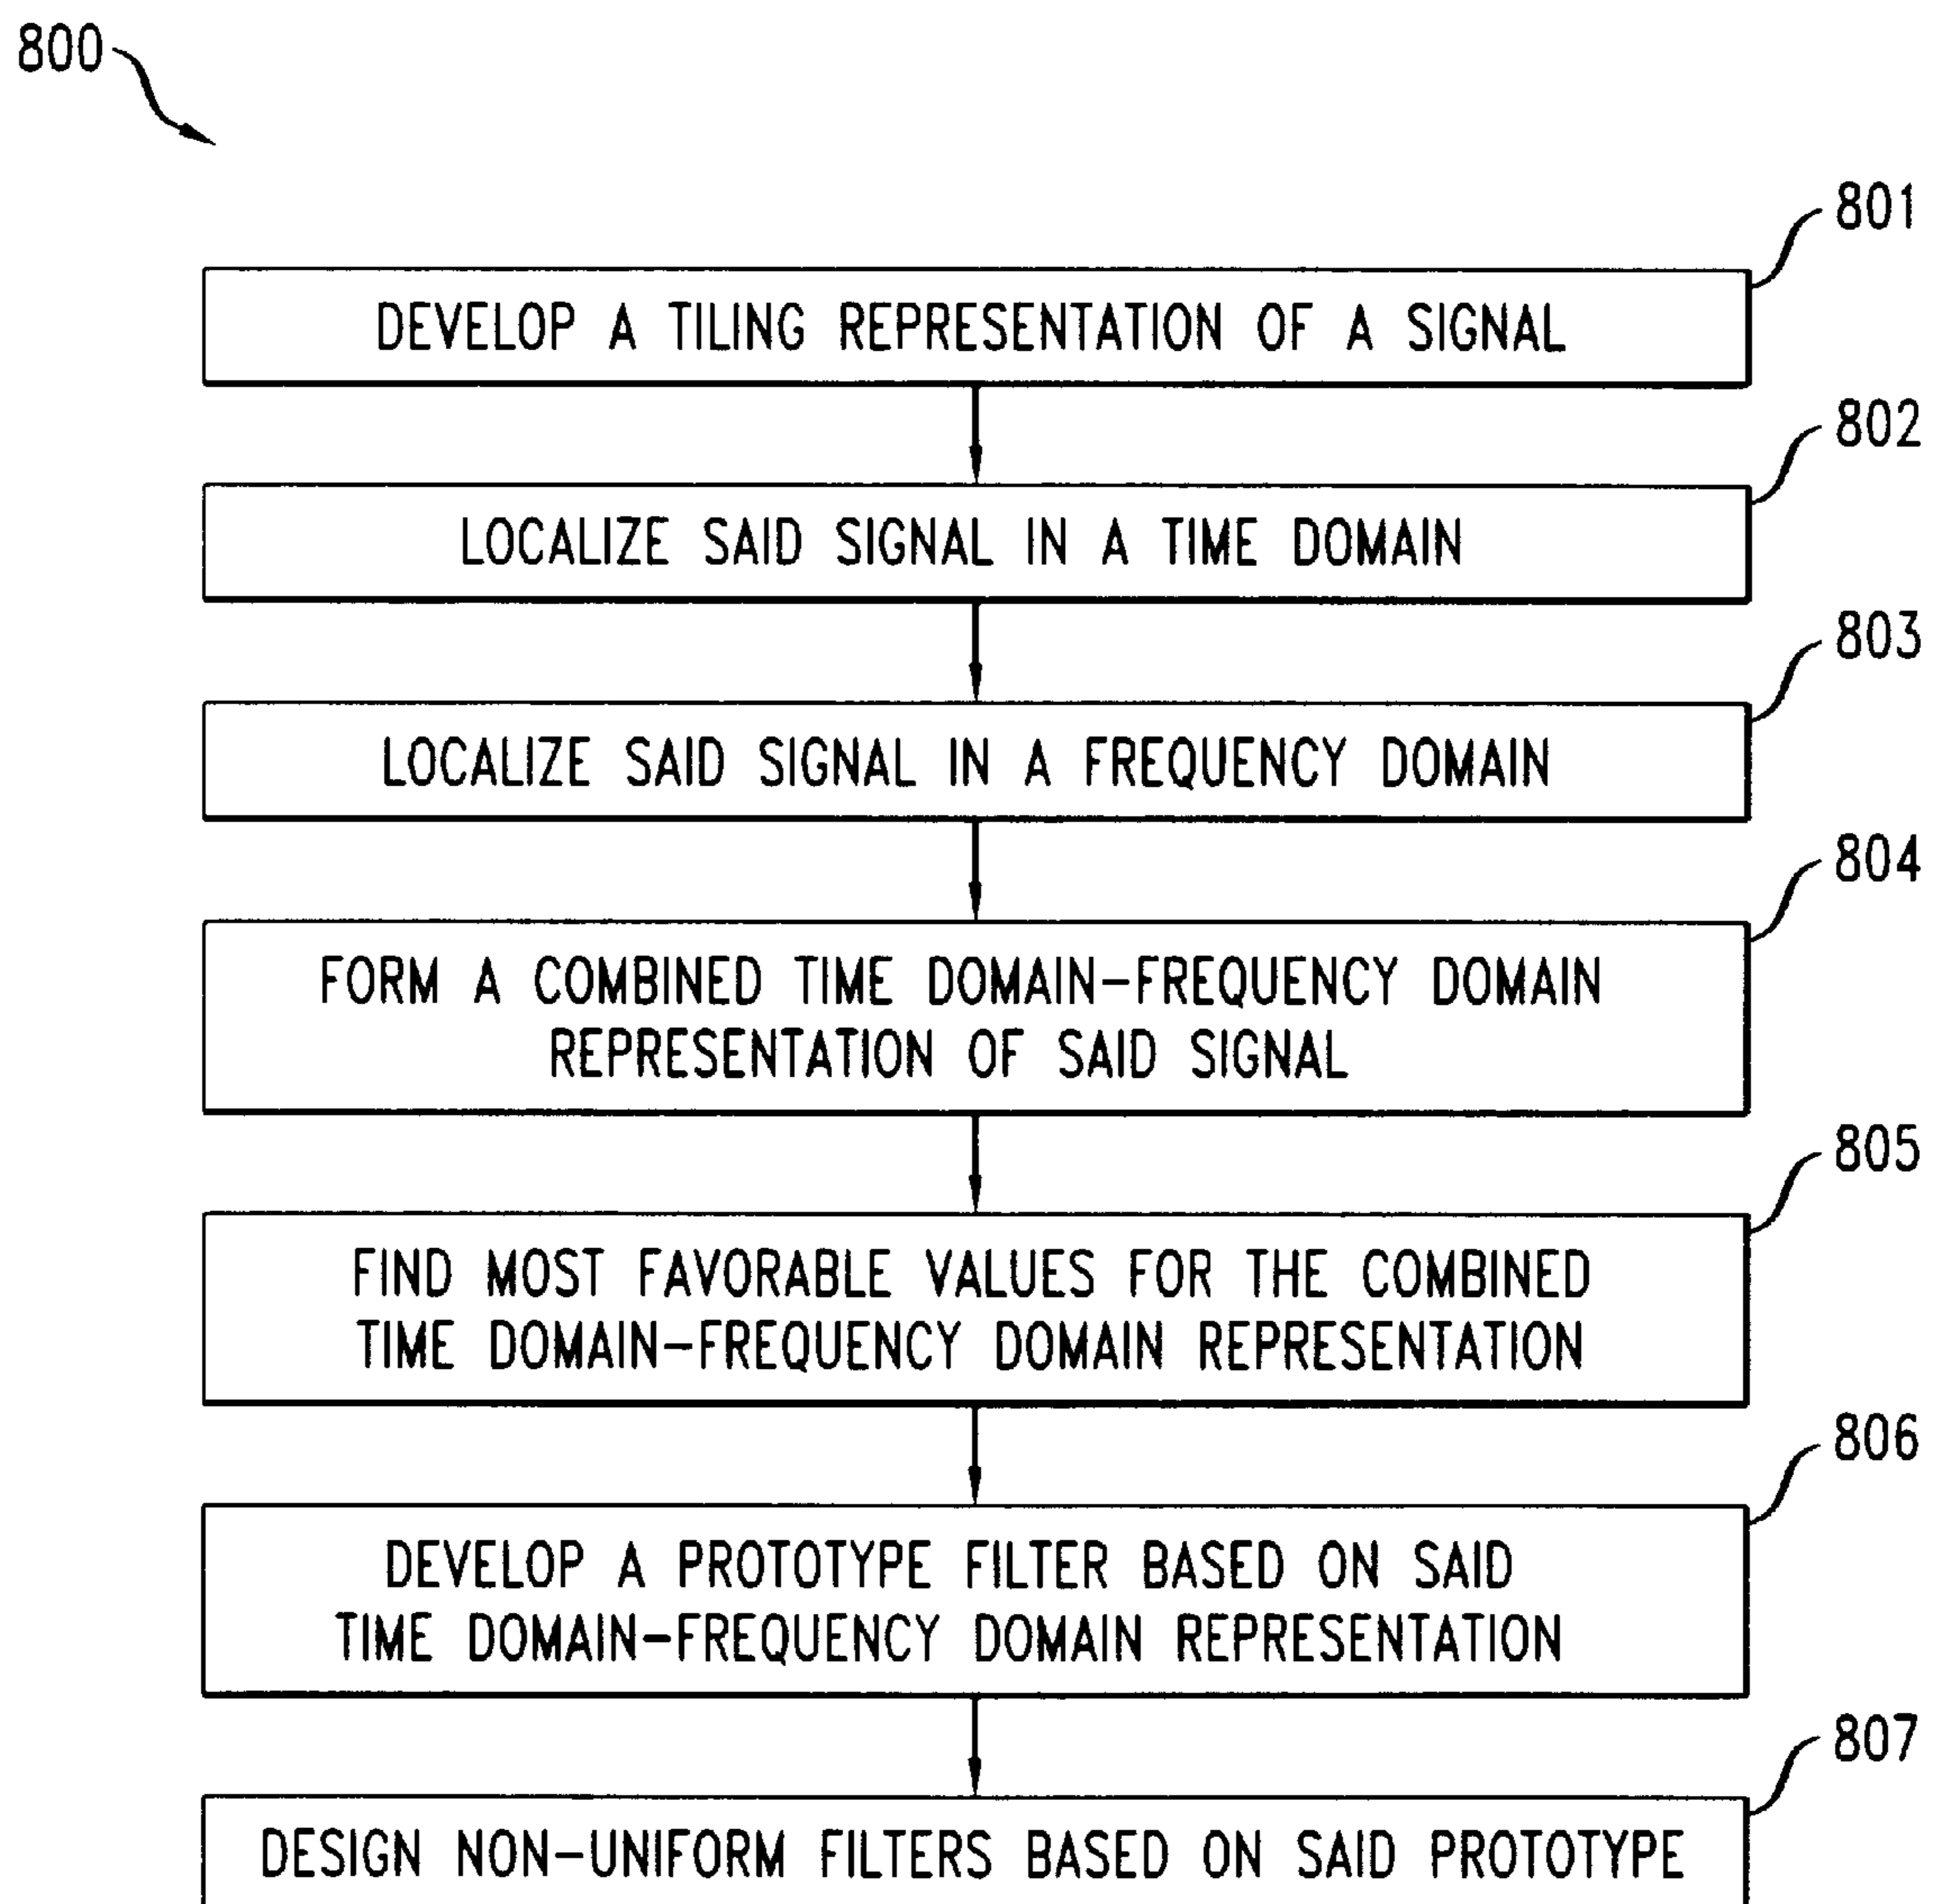 800
801
DEVELOP A TILING REPRESENTATION OF A SIGNAL
802
LOCALIZE SAID SIGNAL IN A TIME DOMAIN
803
LOCALIZE SAID SIGNAL IN A FREQUENCY DOMAIN
804
FORM A COMBINED TIME DOMAIN-FREQUENCY DOMAIN
REPRESENTATION OF SAID SIGNAL
805
FIND MOST FAVORABLE VALUES FOR THE COMBINED
TIME DOMAIN-FREQUENCY DOMAIN REPRESENTATION
806
DEVELOP A PROTOTYPE FILTER BASED ON SAID
TIME DOMAIN-FREQUENCY DOMAIN REPRESENTATION
807
DESIGN NON-UNIFORM FILTERS BASED ON SAID PROTOTYPE